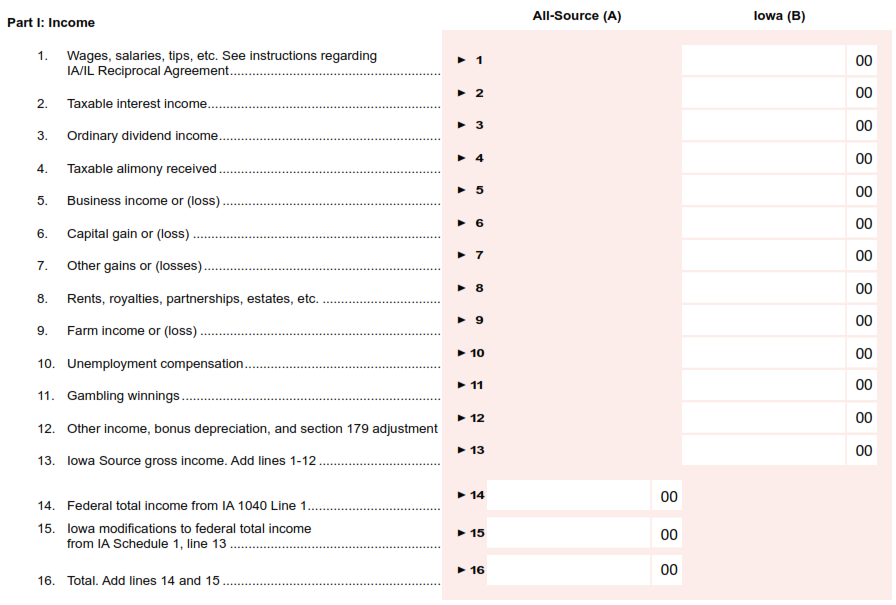 All-Source (A) Iowa (B)
Part I: Income
1. Wages, salaries, tips, etc. See instructions regarding
IA/IL Reciprocal Agreement.......................................................... ► 1 00
2. Taxable interest income................................................................ ► 2 00
3. Ordinary dividend income............................................................. ► 3 00
4. Taxable alimony received ............................................................. ► 4 00
5. Business income or (loss) ............................................................ ► 5 00
6. Capital gain or (loss) .................................................................... ► 6 00
7. Other gains or (losses)................................................................. ► 7 00
8. Rents, royalties, partnerships, estates, etc. ................................ ► 8 00
9. Farm income or (loss) .................................................................. ► 9 00
10. Unemployment compensation...................................................... ► 10 00
11. Gambling winnings....................................................................... ► 11 00
12. Other income, bonus depreciation, and section 179 adjustment ► 12 00
13. Iowa Source gross income. Add lines 1-12 ................................. ► 13 00
14. Federal total income from IA 1040 Line 1.................................... ► 14 00
15. Iowa modifications to federal total income
from IA Schedule 1, line 13 .......................................................... ► 15 00
16. Total. Add lines 14 and 15 ............................................................ ► 16 00